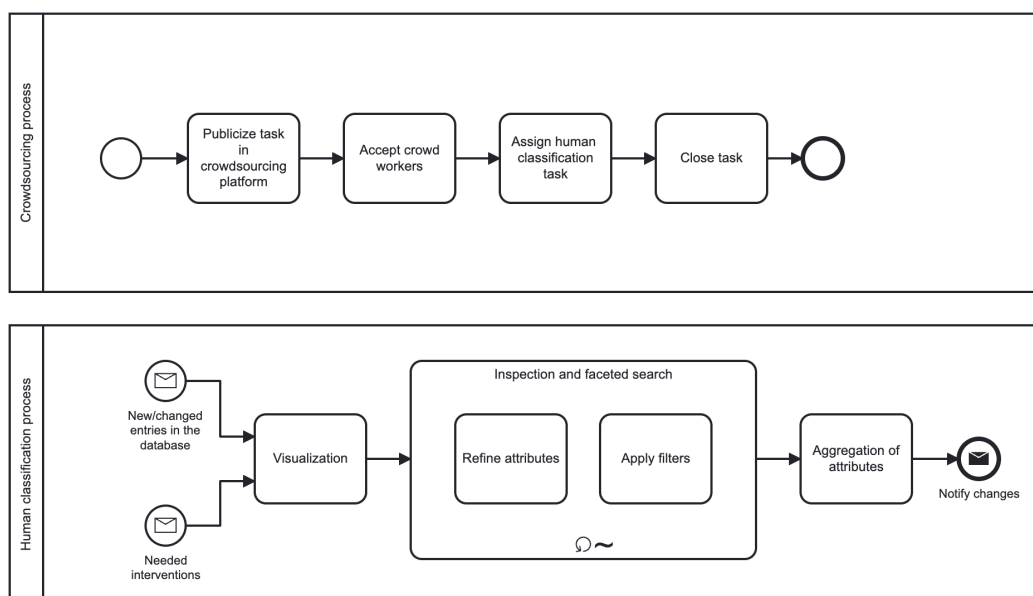 Crowdsourcing process
Publicize task
in
crowdsourcing
platform
Accept crowd
workers
Assign human
classification
task
Close task
Human classification process
New/changed
entries in the
database
Needed
interventions
Visualization
Inspection and faceted search
Refine attributes
Apply filters
Aggregation of
attributes
Notify changes